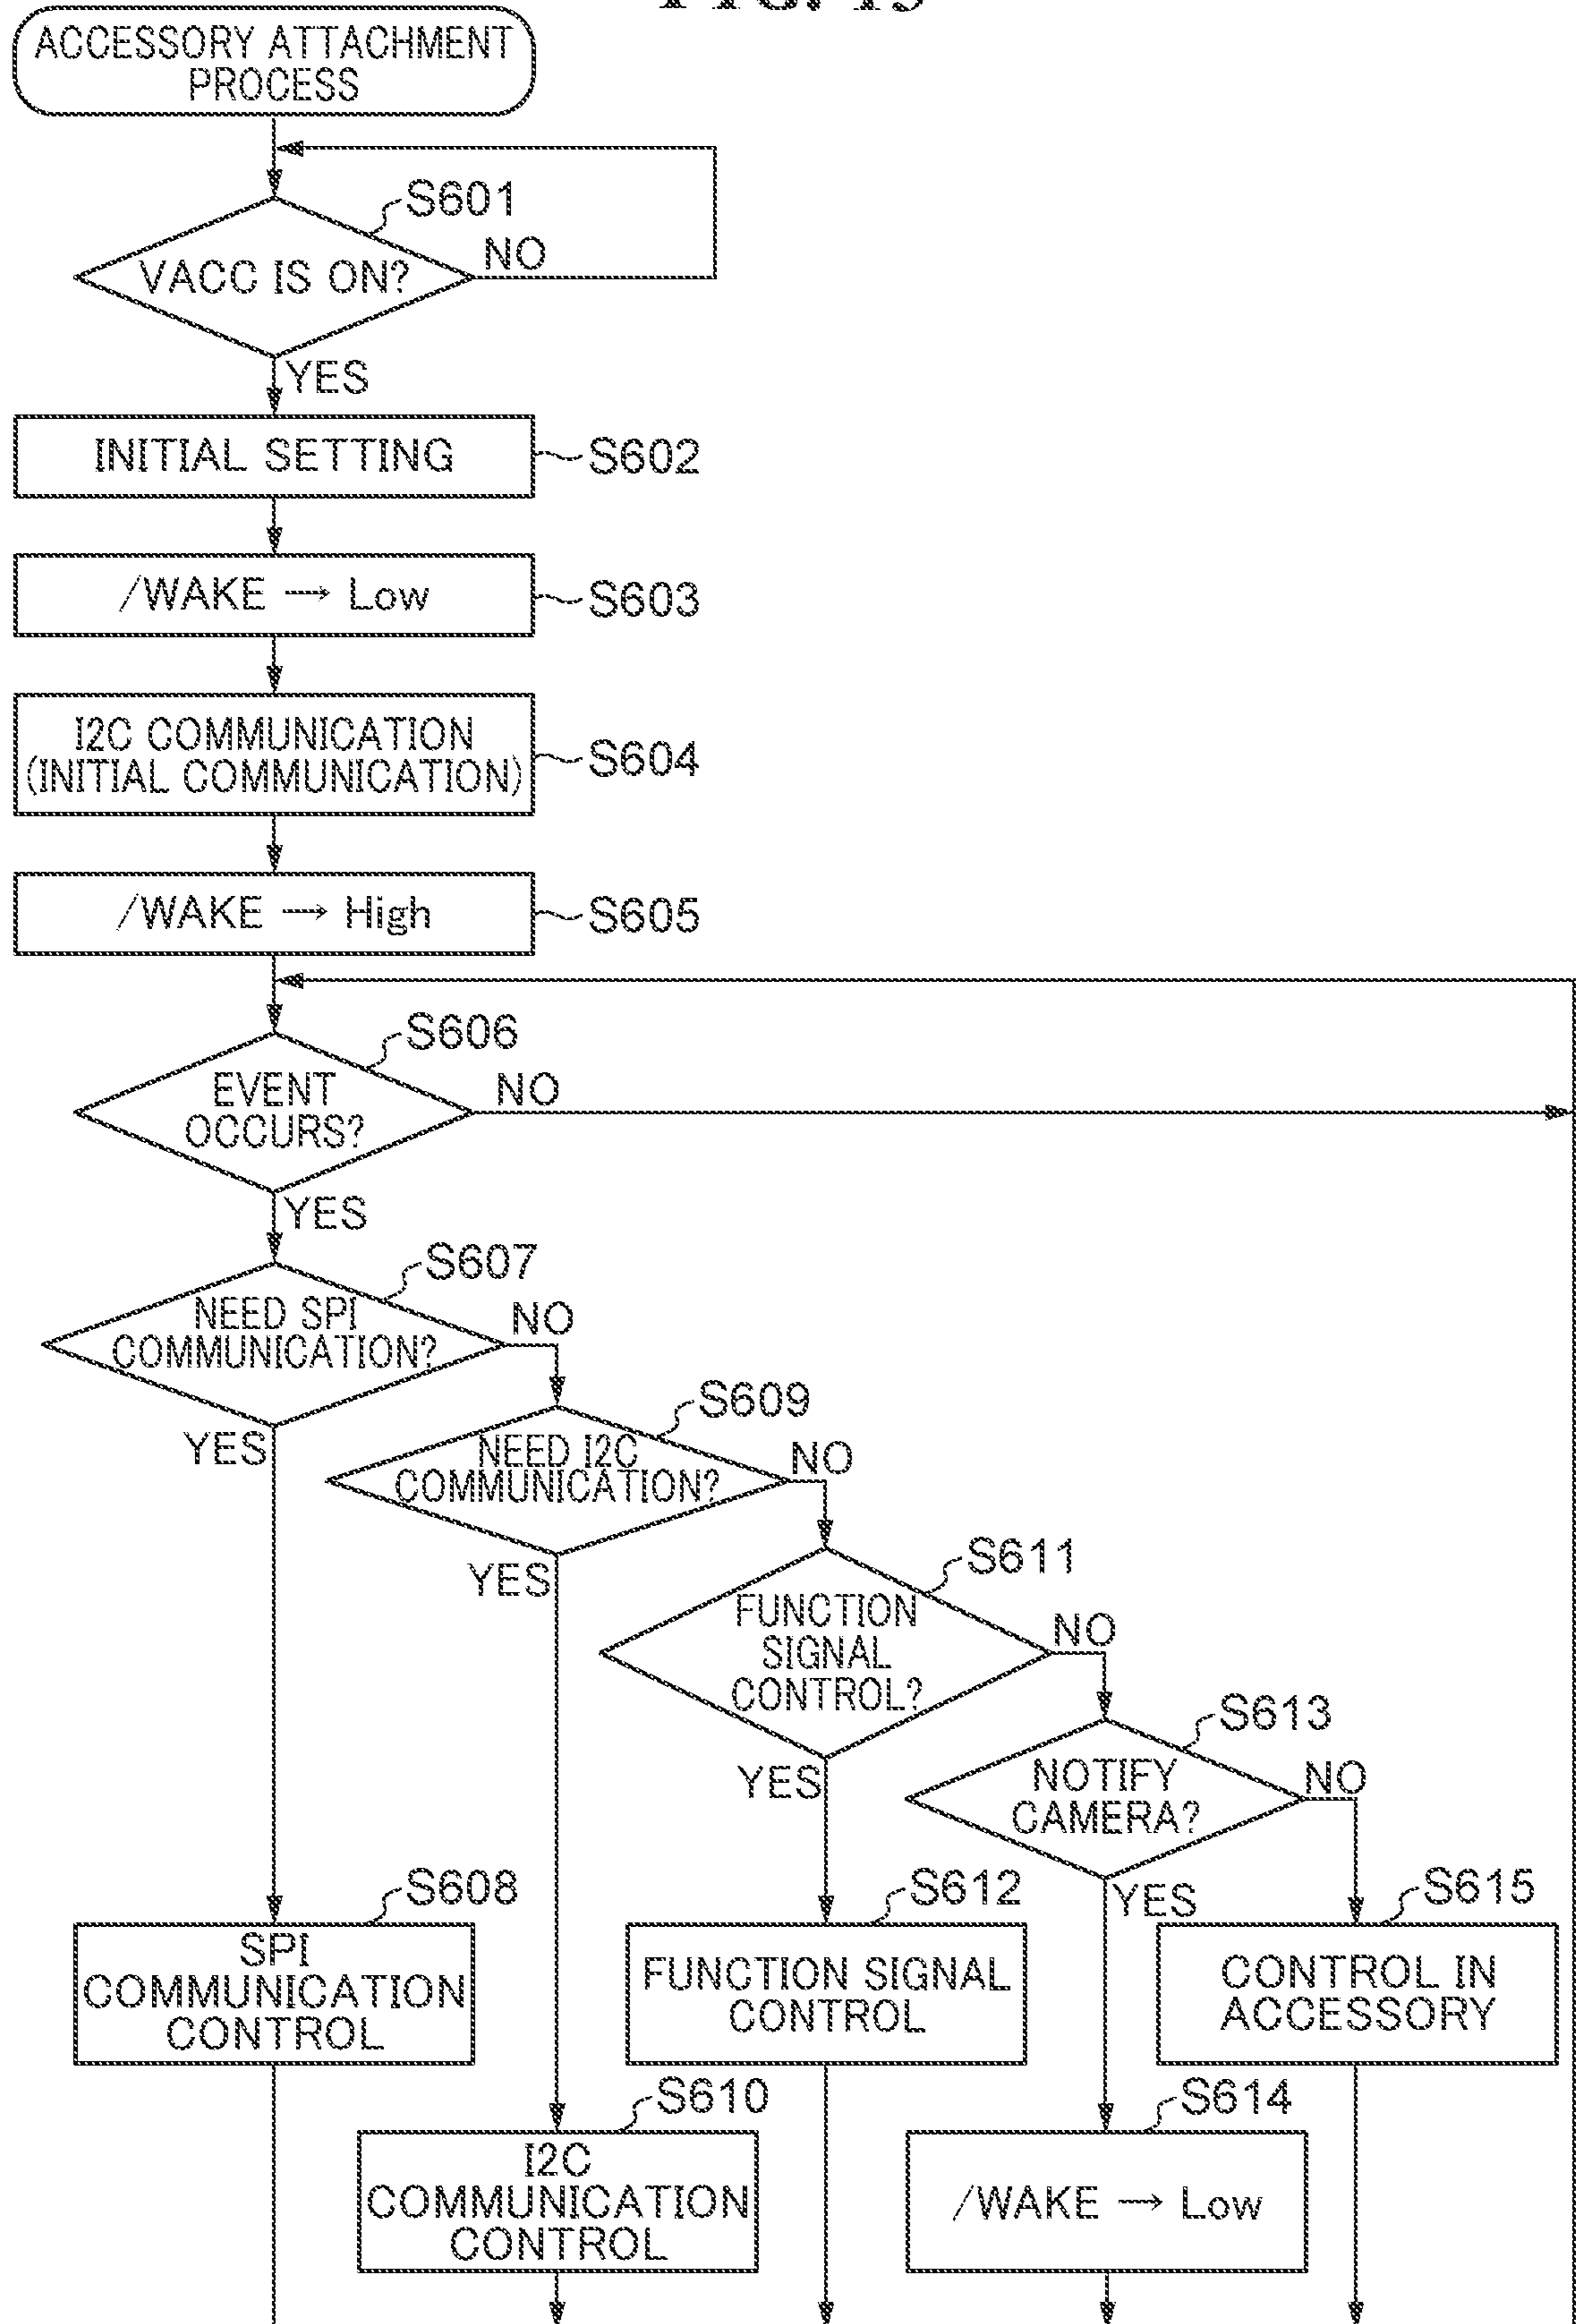 ACCESSORY ATTACHMENT
PROCESS
S601
VACC IS ON?
NO
YES
INITIAL SETTING
S602
/WAKE → Low
S603
I2C COMMUNICATION
(INITIAL COMMUNICATION)
S604
/WAKE → High
S605
S606
EVENT
OCCURS?
NO
YES
S607
NEED SPI
COMMUNICATION?
NO
YES
S609
NEED I2C
COMMUNICATION?
NO
YES
S611
FUNCTION
SIGNAL
CONTROL?
NO
YES
S613
NOTIFY
CAMERA?
NO
YES
S608
SPI
COMMUNICATION
CONTROL
S612
FUNCTION SIGNAL
CONTROL
S615
CONTROL IN
ACCESSORY
S610
I2C
COMMUNICATION
CONTROL
S614
/WAKE → Low